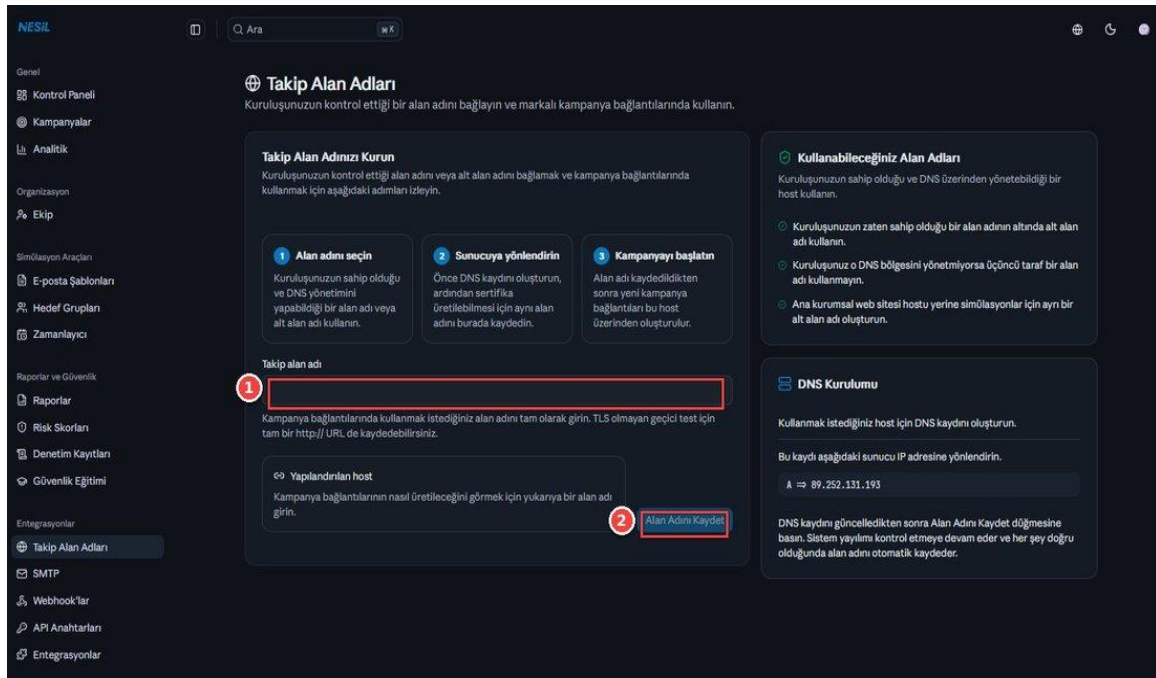 NESİL
Ara
⌘ K
Genel
Kontrol Paneli
Kampanyalar
Analitik
Organizasyon
Ekip
Simülasyon Araçları
E-posta Şablonları
Hedef Grupları
Zamanlayıcı
Raporlar ve Güvenlik
Raporlar
Risk Skorları
Denetim Kayıtları
Güvenlik Eğitimi
Entegrasyonlar
Takip Alan Adları
SMTP
Webhook'lar
API Anahtarları
Entegrasyonlar
Takip Alan Adları
Kuruluşunuzun kontrol ettiği bir alan adını bağlayın ve markalı kampanya bağlantılarında kullanın.
Takip Alan Adınızı Kurun
Kuruluşunuzun kontrol ettiği alan adını veya alt alan adını bağlamak ve kampanya bağlantılarında
kullanmak için aşağıdaki adımları izleyin.
1 Alan adını seçin
Kuruluşunuzun sahip olduğu
ve DNS yönetimini
yapabildiği bir alan adı veya
alt alan adı kullanın.
2 Sunucuya yönlendirin
Önce DNS kaydını oluşturun,
ardından sertifika
üretilebilmesi için aynı alan
adını burada kaydedin.
3 Kampanyayı başlatın
Alan adı kaydedildikten
sonra yeni kampanya
bağlantıları bu host
üzerinden oluşturulur.
Takip alan adı
1
Kampanya bağlantılarında kullanmak istediğiniz alan adını tam olarak girin. TLS olmayan geçici test için
tam bir http:// URL de kaydedebilirsiniz.
Yapılandırılan host
Kampanya bağlantılarının nasıl üretileceğini görmek için yukarıya bir alan adı
girin.
2
Alan Adını Kaydet
Kullanabileceğiniz Alan Adları
Kuruluşunuzun sahip olduğu ve DNS üzerinden yönetebildiği bir
host kullanın.
Kuruluşunuzun zaten sahip olduğu bir alan adının altında alt alan
adı kullanın.
Kuruluşunuz o DNS bölgesini yönetmiyorsa üçüncü taraf bir alan
adı kullanmayın.
Ana kurumsal web sitesi hostu yerine simülasyonlar için ayrı bir
alt alan adı oluşturun.
DNS Kurulumu
Kullanmak istediğiniz host için DNS kaydını oluşturun.
Bu kaydı aşağıdaki sunucu IP adresine yönlendirin.
A ⇒ 89.252.131.193
DNS kaydını güncelledikten sonra Alan Adını Kaydet düğmesine
basın. Sistem yayılımı kontrol etmeye devam eder ve her şey doğru
olduğunda alan adını otomatik kaydeder.